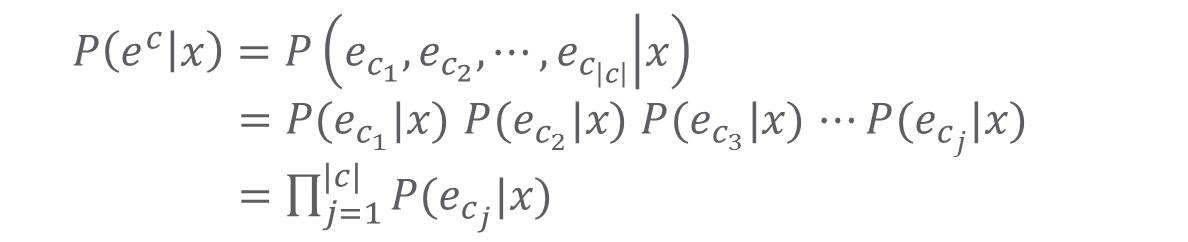 P(e^c|x) = P(e_{c_1}, e_{c_2}, ⋯, e_{c_{|c|}}|x)
= P(e_{c_1}|x) P(e_{c_2}|x) P(e_{c_3}|x) ⋯ P(e_{c_j}|x)
= ∏_{j=1}^{|c|} P(e_{c_j}|x)